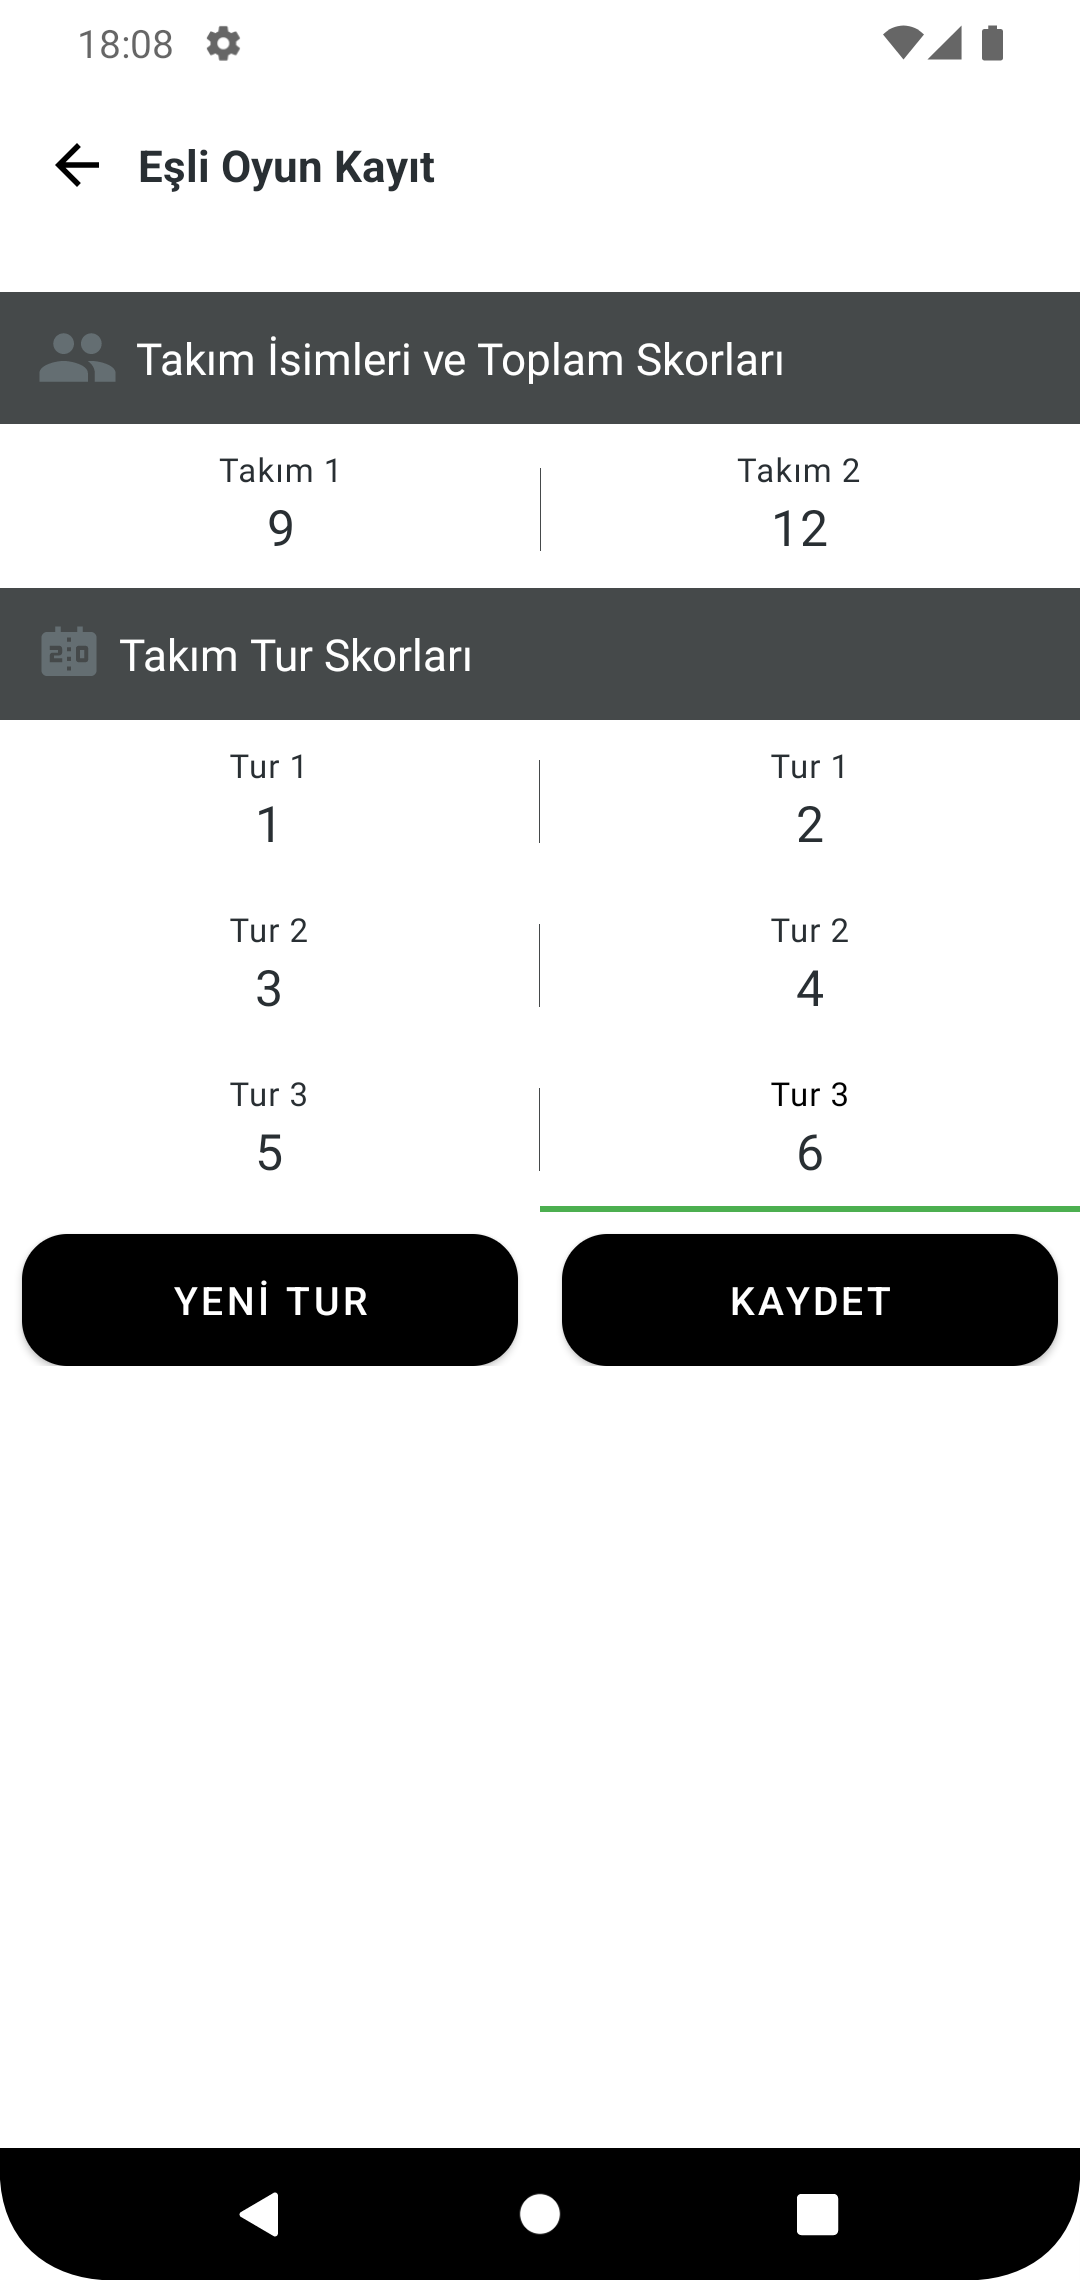 18:08
Eşli Oyun Kayıt
Takım İsimleri ve Toplam Skorları
Takım 1 Takım 2
9 12
2:0
Takım Tur Skorları
Tur 1 Tur 1
1 2
Tur 2 Tur 2
3 4
Tur 3 Tur 3
5 6
YENİ TUR KAYDET